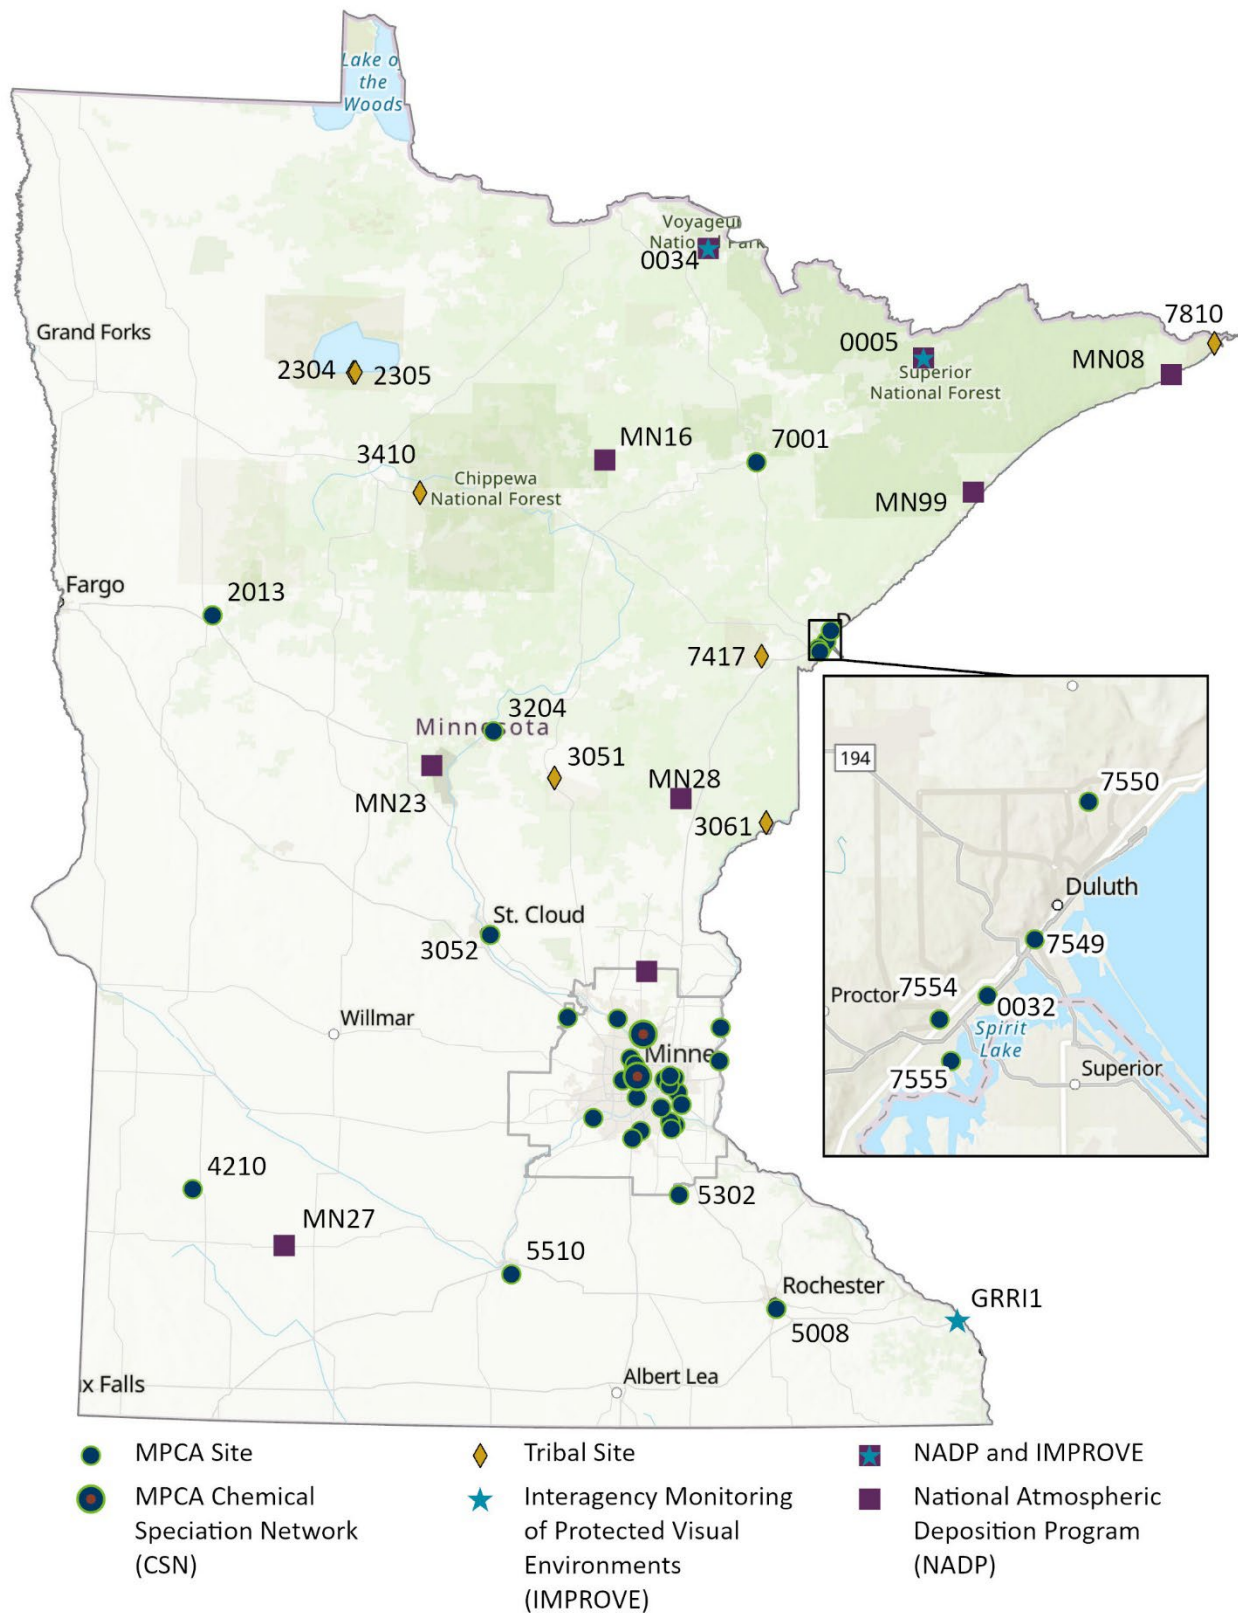 Lake of
the
Woods
Voyageur
National Park
0034
7810
Grand Forks
0005
MN08
2304
2305
Superior
National Forest
MN16
7001
3410
Chippewa
National Forest
MN99
Fargo
2013
D
7417
3204
Minnesota
3051
MN28
MN23
3061
194
7550
St. Cloud
Duluth
3052
7549
Proctor
7554
0032
Willmar
Spirit
Lake
Minne
Superior
7555
4210
5302
MN27
5510
Rochester
GRRI1
5008
Albert Lea
x Falls
MPCA Site
Tribal Site
NADP and IMPROVE
MPCA Chemical
Speciation Network
(CSN)
Interagency Monitoring
of Protected Visual
Environments
(IMPROVE)
National Atmospheric
Deposition Program
(NADP)